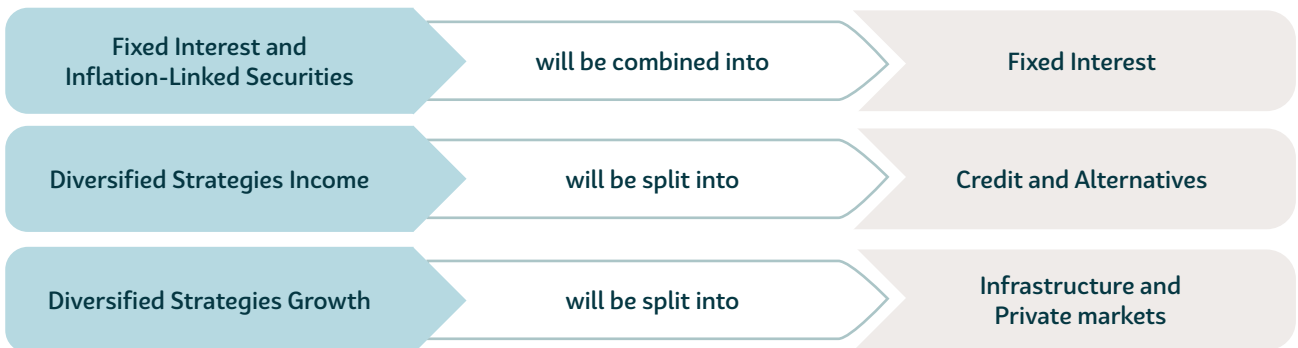 Fixed Interest and
Inflation-Linked Securities
will be combined into
Fixed Interest
Diversified Strategies Income
will be split into
Credit and Alternatives
Diversified Strategies Growth
will be split into
Infrastructure and
Private markets